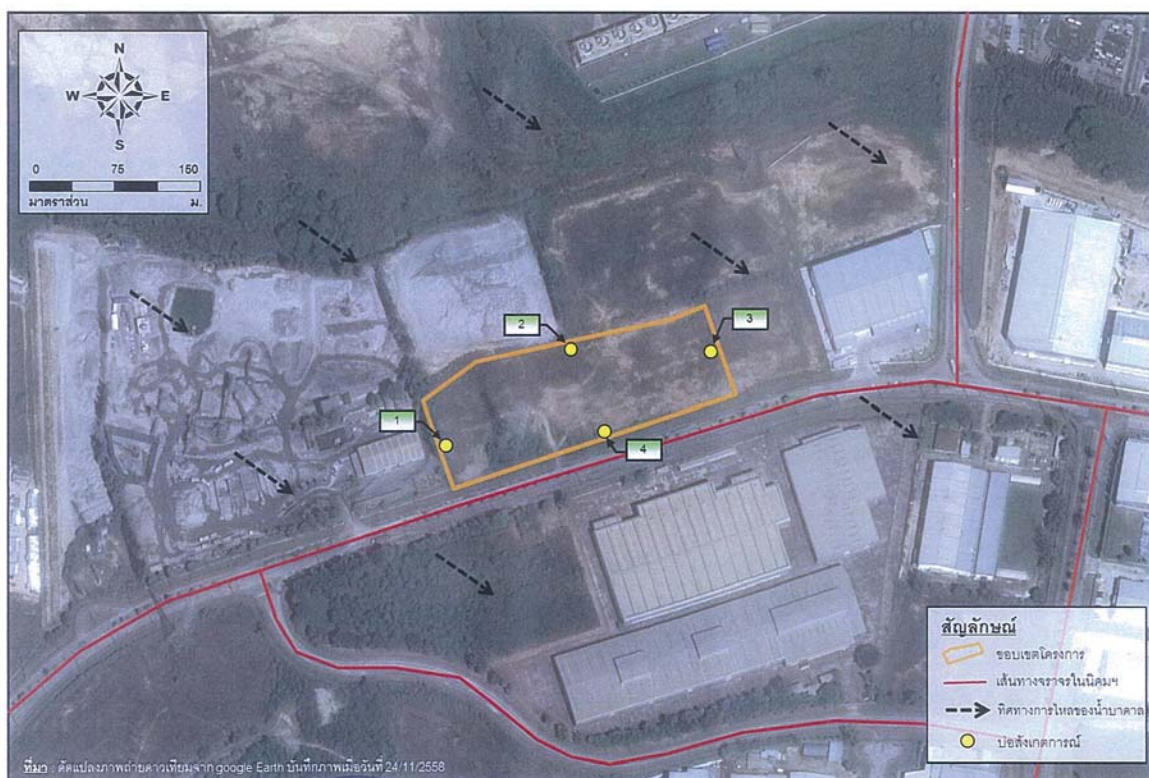 N
W E
S
0 75 150
มาตราส่วน ม.
2
3
1
4
สัญลักษณ์
ขอบเขตโครงการ
เส้นทางจราจรในนิคมฯ
ทิศทางการไหลของน้ำบาดาล
บ่อสังเกตการณ์
ที่มา : ดัดแปลงภาพถ่ายดาวเทียมจาก google Earth บันทึกภาพเมื่อวันที่ 24/11/2558